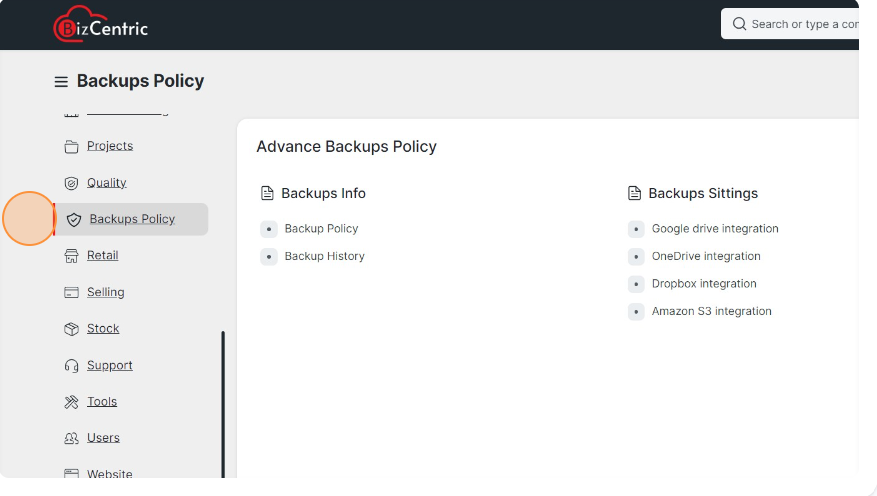 BizCentric
Search or type a con
Backups Policy
Projects
Quality
Backups Policy
Retail
Selling
Stock
Support
Tools
Users
Website
Advance Backups Policy
Backups Info
Backup Policy
Backup History
Backups Sittings
Google drive integration
OneDrive integration
Dropbox integration
Amazon S3 integration